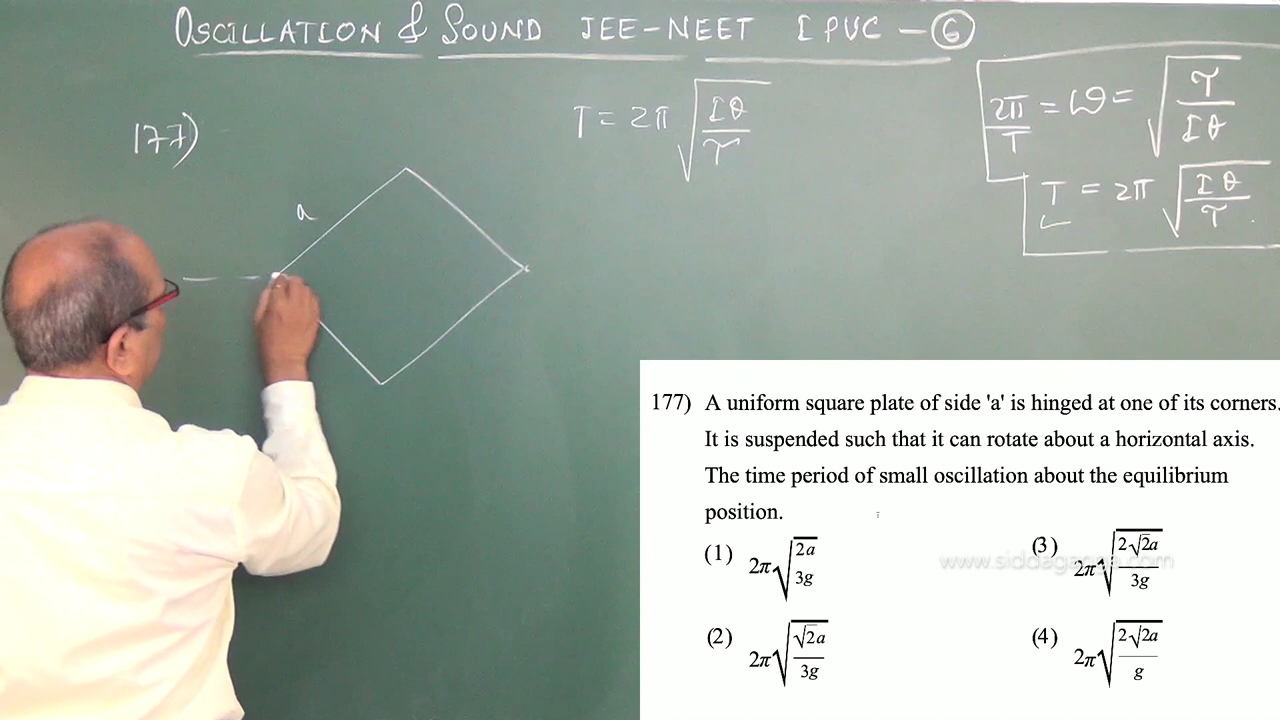 OSCILLATION & SOUND JEE-NEET I PUC - 6
177)
T = 2π √(Iθ/τ)
2π/T = ω = √(τ/Iθ)
T = 2π √(Iθ/τ)
a
177) A uniform square plate of side 'a' is hinged at one of its corners.
It is suspended such that it can rotate about a horizontal axis.
The time period of small oscillation about the equilibrium
position.
(1) 2π√(2a/3g)
(3) 2π√(2√2a/3g)
www.siddaganga.com
(2) 2π√(√2a/3g)
(4) 2π√(2√2a/g)